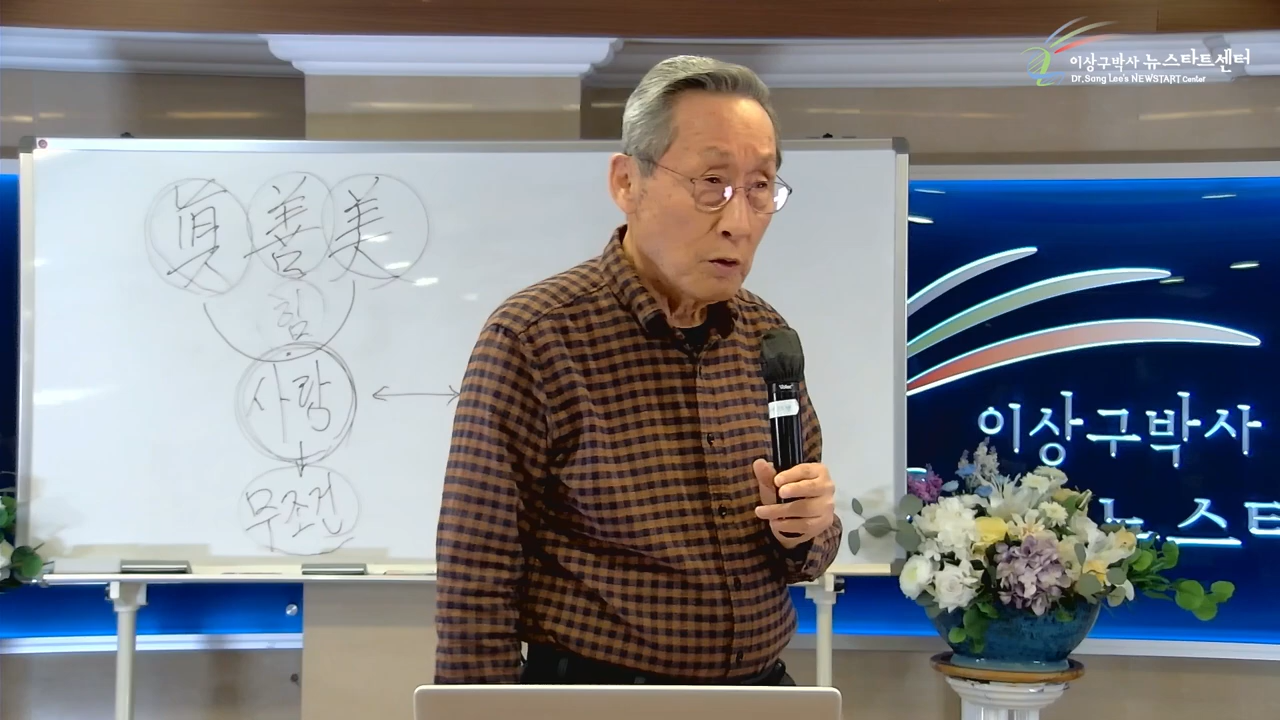 이상구박사 뉴스타트센터
Dr. Sang Lee's NEWSTART Center
眞 善 美
힘
사랑
무조건
이상구박사
뉴스타